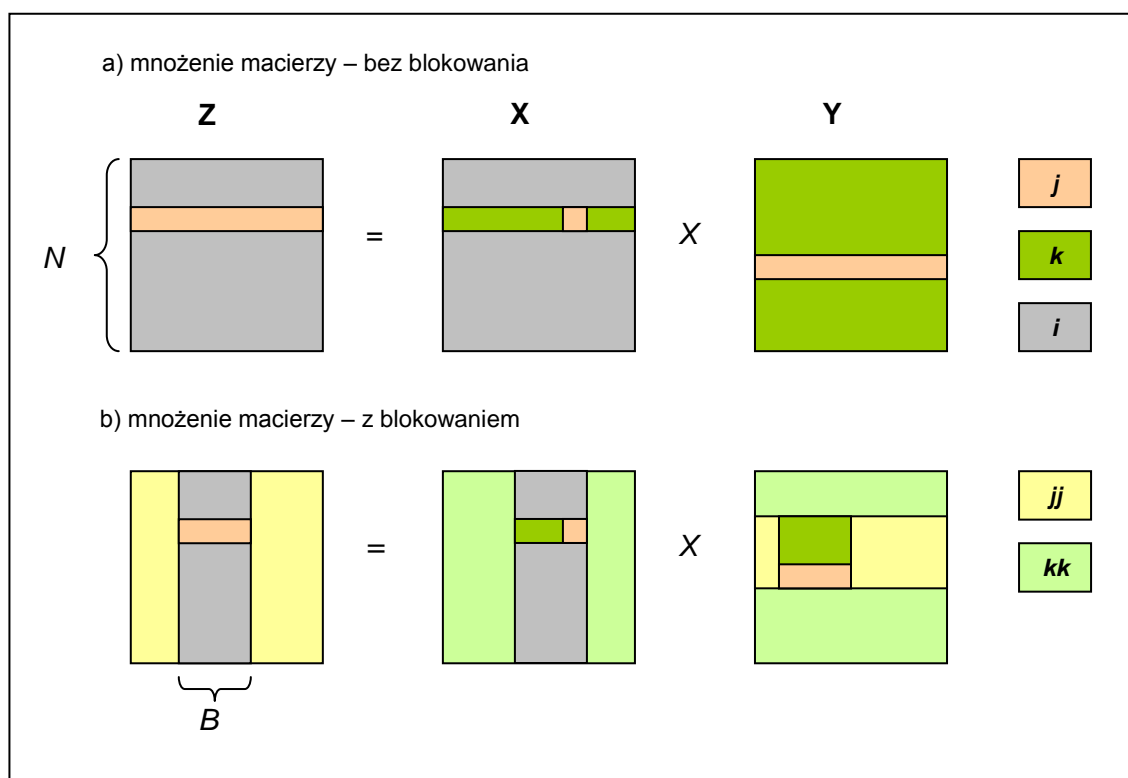 a) mnożenie macierzy – bez blokowania
Z X Y
N = X
j
k
i
b) mnożenie macierzy – z blokowaniem
= X
jj
kk
B